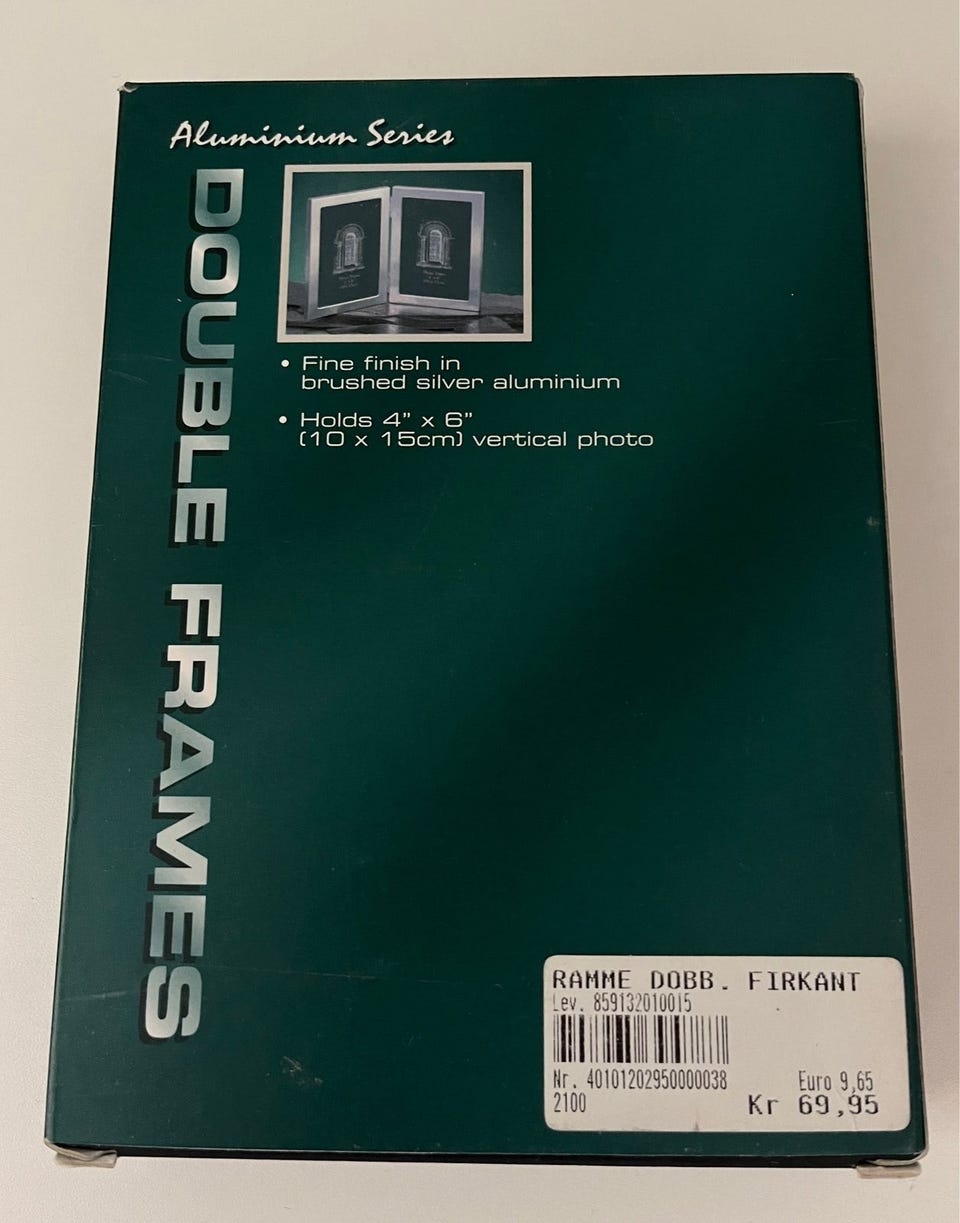 Aluminium Series
DOUBLE FRAMES
• Fine finish in
brushed silver aluminium
• Holds 4” x 6”
(10 x 15cm) vertical photo
RAMME DOBB. FIRKANT
Lev. 859132010015
Nr. 40101202950000038
Euro 9,65
2100
Kr 69,95